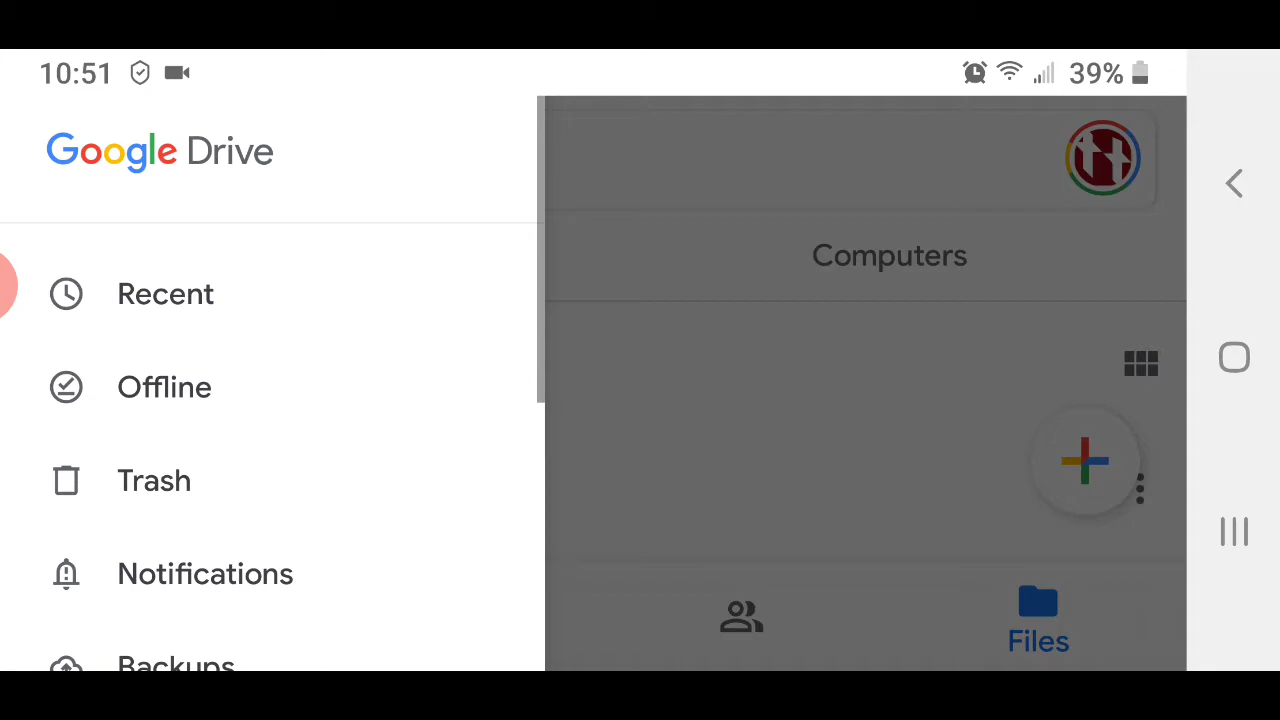 10:51 39%
Google Drive
Computers
Recent
Offline
Trash
Notifications
Backups
Files